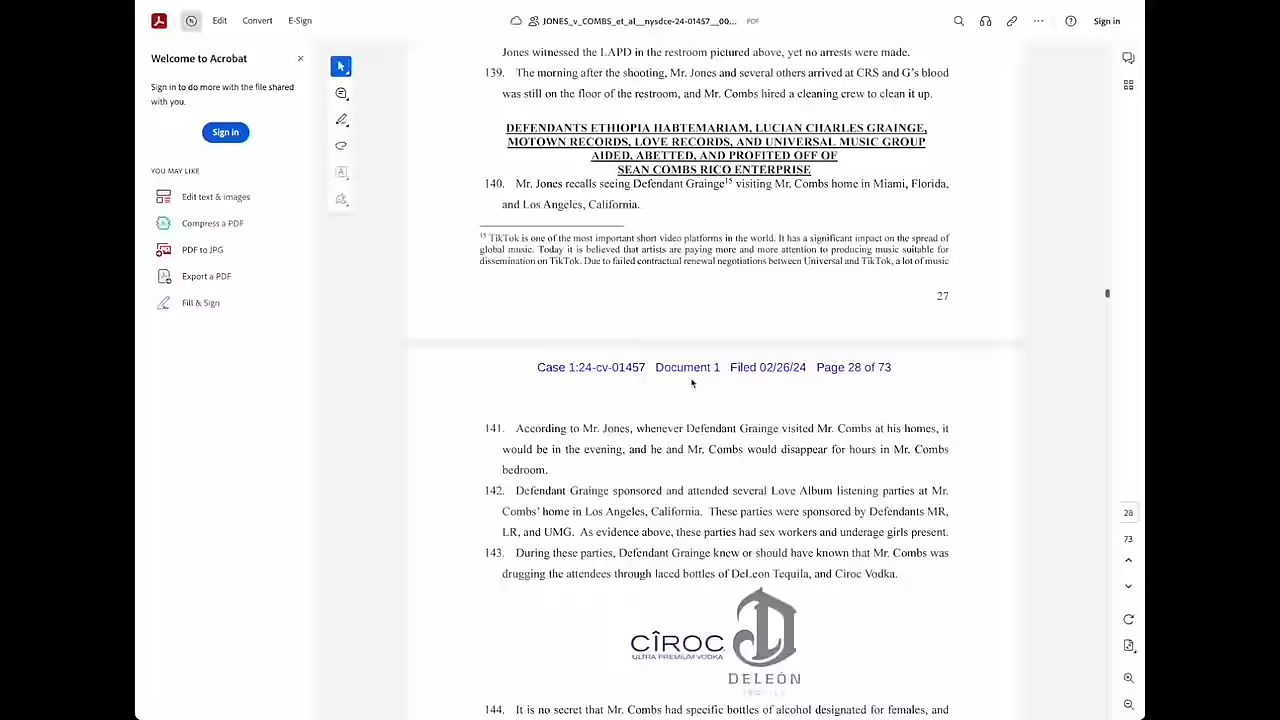 Edit
Convert
E-Sign
JONES_v_COMBS_et_al__nysdce-24-01457__00...
PDF
Sign in
Welcome to Acrobat
Sign in to do more with the file shared
with you.
Sign in
YOU MAY LIKE
Edit text & images
Compress a PDF
PDF to JPG
Export a PDF
Fill & Sign
Jones witnessed the LAPD in the restroom pictured above, yet no arrests were made.
139. The morning after the shooting, Mr. Jones and several others arrived at CRS and G's blood
was still on the floor of the restroom, and Mr. Combs hired a cleaning crew to clean it up.
DEFENDANTS ETHIOPIA HABTEMARIAM, LUCIAN CHARLES GRAINGE,
MOTOWN RECORDS, LOVE RECORDS, AND UNIVERSAL MUSIC GROUP
AIDED, ABETTED, AND PROFITED OFF OF
SEAN COMBS RICO ENTERPRISE
140. Mr. Jones recalls seeing Defendant Grainge15 visiting Mr. Combs home in Miami, Florida,
and Los Angeles, California.
15 TikTok is one of the most important short video platforms in the world. It has a significant impact on the spread of
global music. Today it is believed that artists are paying more and more attention to producing music suitable for
dissemination on TikTok. Due to failed contractual renewal negotiations between Universal and TikTok, a lot of music
27
Case 1:24-cv-01457 Document 1 Filed 02/26/24 Page 28 of 73
141. According to Mr. Jones, whenever Defendant Grainge visited Mr. Combs at his homes, it
would be in the evening, and he and Mr. Combs would disappear for hours in Mr. Combs
bedroom.
142. Defendant Grainge sponsored and attended several Love Album listening parties at Mr.
Combs' home in Los Angeles, California. These parties were sponsored by Defendants MR,
LR, and UMG. As evidence above, these parties had sex workers and underage girls present.
143. During these parties, Defendant Grainge knew or should have known that Mr. Combs was
drugging the attendees through laced bottles of DeLeon Tequila, and Ciroc Vodka.
CÎROC
ULTRA PREMIUM VODKA
D
DELEÓN
144. It is no secret that Mr. Combs had specific bottles of alcohol designated for females, and
28
73